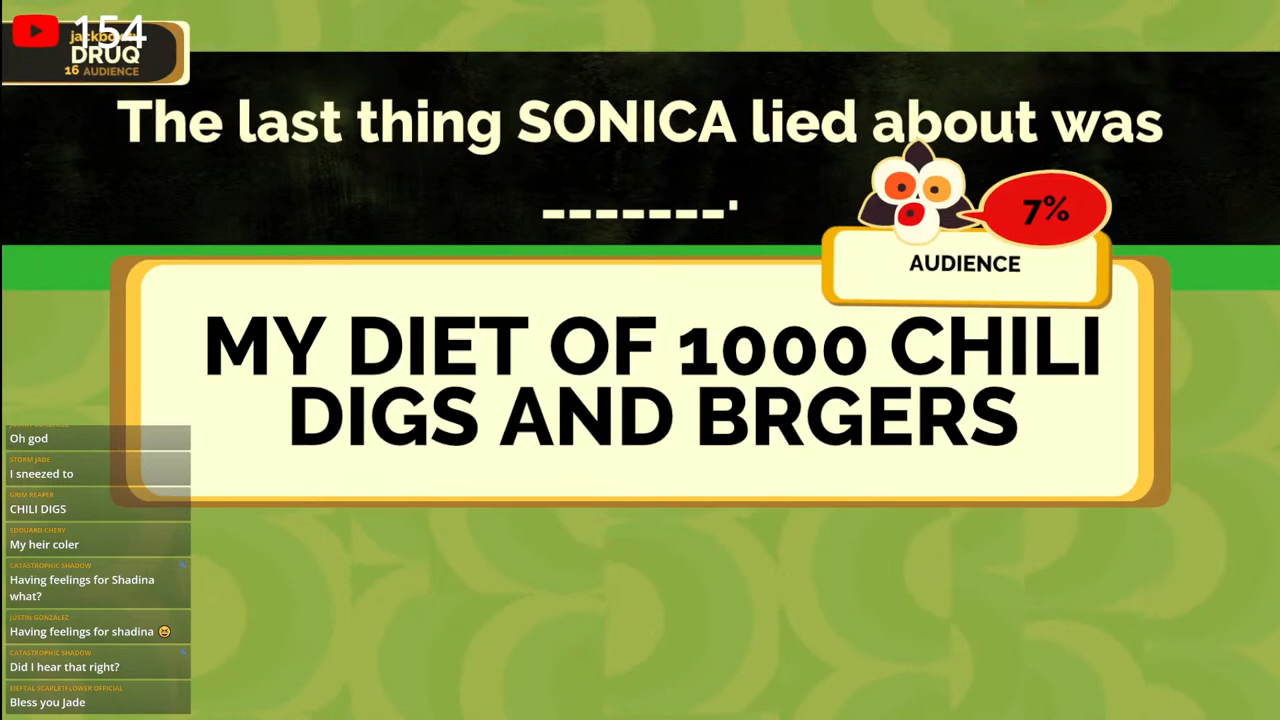 154
DRUQ
16 AUDIENCE
The last thing SONICA lied about was
_______.
7%
AUDIENCE
MY DIET OF 1000 CHILI
DIGS AND BRGERS
Oh god
STORM JADE
I sneezed to
GRIM REAPER
CHILI DIGS
EDOUARD CHERY
My heir coler
CATASTROPHIC SHADOW
Having feelings for Shadina
what?
JUSTIN GONZALEZ
Having feelings for shadina 😆
CATASTROPHIC SHADOW
Did I hear that right?
EIEFTAL SCARLETFLOWER OFFICIAL
Bless you Jade